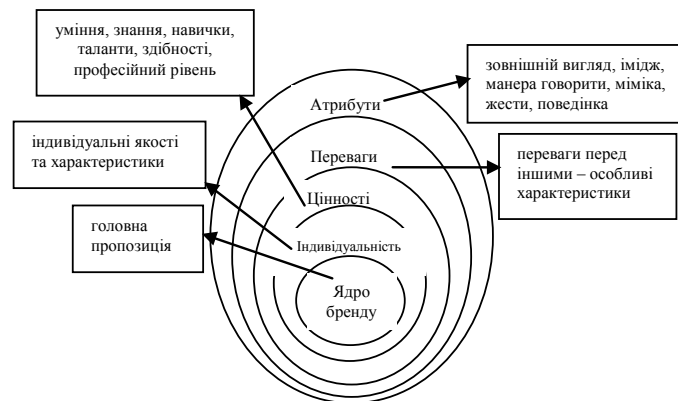 уміння, знання, навички,
таланти, здібності,
професійний рівень
зовнішній вигляд, імідж,
манера говорити, міміка,
жести, поведінка
Атрибути
індивідуальні якості
та характеристики
Переваги
переваги перед
іншими – особливі
характеристики
Цінності
головна
пропозиція
Індивідуальність
Ядро
бренду